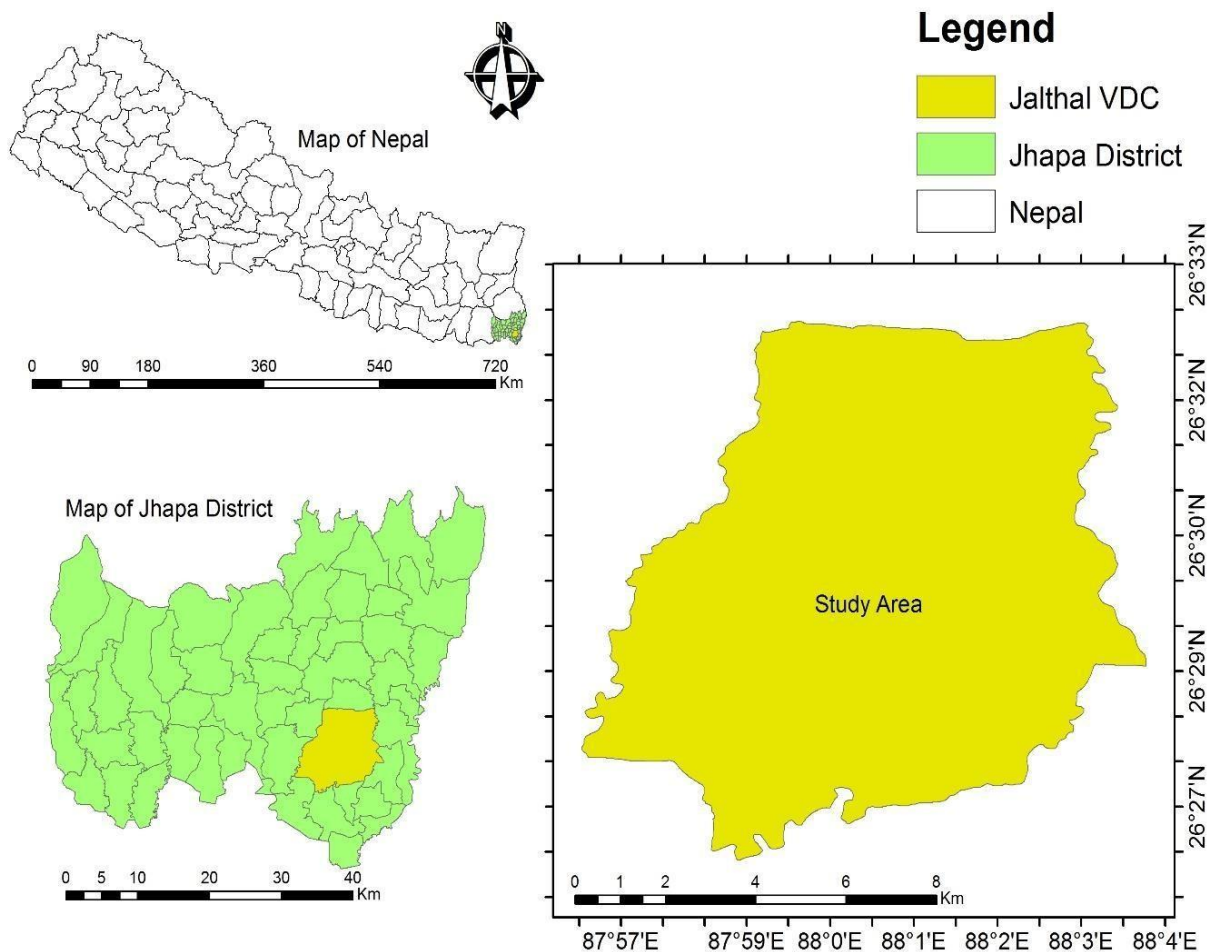 Legend
Jalthal VDC
Jhapa District
Nepal
N
Map of Nepal
0 90 180 360 540 720
Km
Map of Jhapa District
0 5 10 20 30 40
Km
Study Area
0 1 2 4 6 8
Km
26°33'N
26°32'N
26°30'N
26°29'N
26°27'N
87°57'E 87°59'E 88°0'E 88°2'E 88°3'E 88°4'E